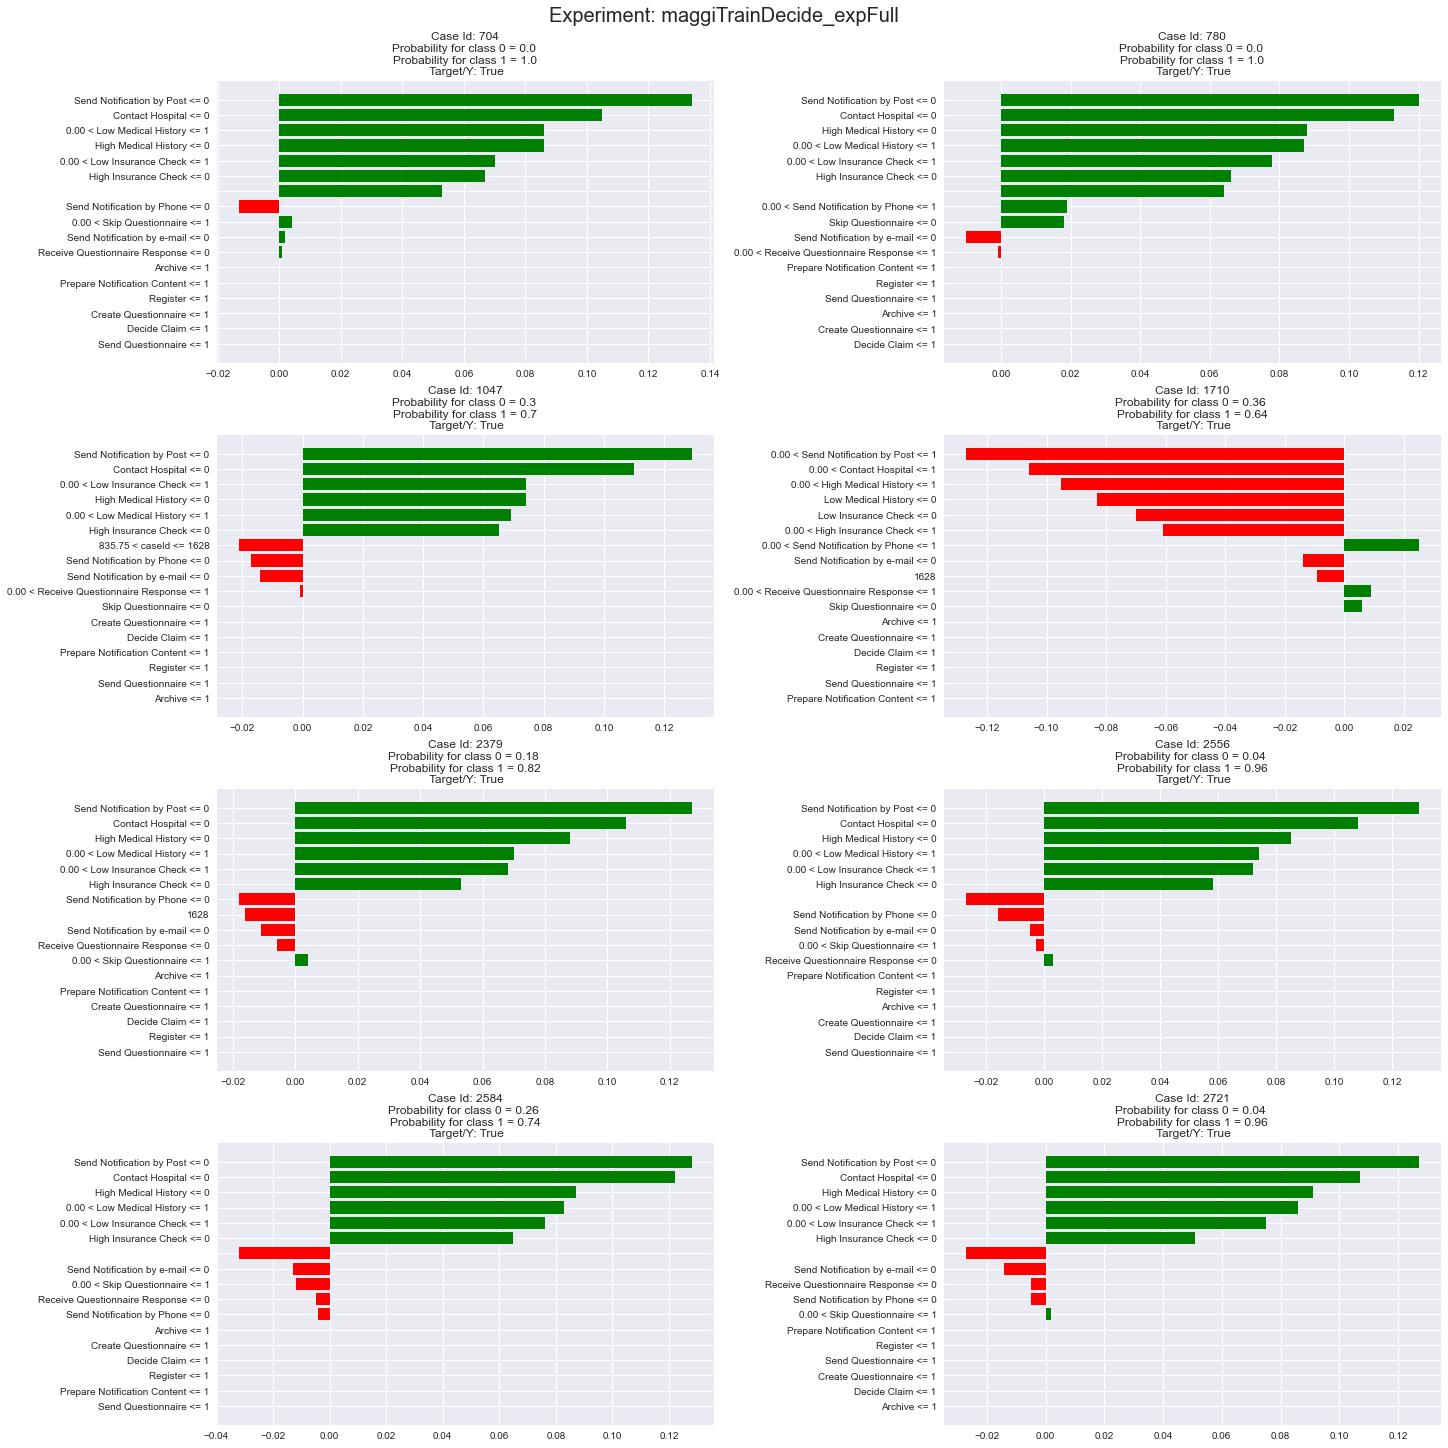 Experiment: maggiTrainDecide_expFull
Case Id: 704
Probability for class 0 = 0.0
Probability for class 1 = 1.0
Target/Y: True
Send Notification by Post <= 0
Contact Hospital <= 0
0.00 < Low Medical History <= 1
High Medical History <= 0
0.00 < Low Insurance Check <= 1
High Insurance Check <= 0
Send Notification by Phone <= 0
0.00 < Skip Questionnaire <= 1
Send Notification by e-mail <= 0
Receive Questionnaire Response <= 0
Archive <= 1
Prepare Notification Content <= 1
Register <= 1
Create Questionnaire <= 1
Decide Claim <= 1
Send Questionnaire <= 1
−0.02 0.00 0.02 0.04 0.06 0.08 0.10 0.12 0.14
Case Id: 780
Probability for class 0 = 0.0
Probability for class 1 = 1.0
Target/Y: True
Send Notification by Post <= 0
Contact Hospital <= 0
High Medical History <= 0
0.00 < Low Medical History <= 1
0.00 < Low Insurance Check <= 1
High Insurance Check <= 0
0.00 < Send Notification by Phone <= 1
Skip Questionnaire <= 0
Send Notification by e-mail <= 0
0.00 < Receive Questionnaire Response <= 1
Prepare Notification Content <= 1
Register <= 1
Send Questionnaire <= 1
Archive <= 1
Create Questionnaire <= 1
Decide Claim <= 1
0.00 0.02 0.04 0.06 0.08 0.10 0.12
Case Id: 1047
Probability for class 0 = 0.3
Probability for class 1 = 0.7
Target/Y: True
Send Notification by Post <= 0
Contact Hospital <= 0
0.00 < Low Insurance Check <= 1
High Medical History <= 0
0.00 < Low Medical History <= 1
High Insurance Check <= 0
835.75 < caseId <= 1628
Send Notification by Phone <= 0
Send Notification by e-mail <= 0
0.00 < Receive Questionnaire Response <= 1
Skip Questionnaire <= 0
Create Questionnaire <= 1
Decide Claim <= 1
Prepare Notification Content <= 1
Register <= 1
Send Questionnaire <= 1
Archive <= 1
−0.02 0.00 0.02 0.04 0.06 0.08 0.10 0.12
Case Id: 1710
Probability for class 0 = 0.36
Probability for class 1 = 0.64
Target/Y: True
0.00 < Send Notification by Post <= 1
0.00 < Contact Hospital <= 1
0.00 < High Medical History <= 1
Low Medical History <= 0
Low Insurance Check <= 0
0.00 < High Insurance Check <= 1
0.00 < Send Notification by Phone <= 1
Send Notification by e-mail <= 0
1628
0.00 < Receive Questionnaire Response <= 1
Skip Questionnaire <= 0
Archive <= 1
Create Questionnaire <= 1
Decide Claim <= 1
Register <= 1
Send Questionnaire <= 1
Prepare Notification Content <= 1
−0.12 −0.10 −0.08 −0.06 −0.04 −0.02 0.00 0.02
Case Id: 2379
Probability for class 0 = 0.18
Probability for class 1 = 0.82
Target/Y: True
Send Notification by Post <= 0
Contact Hospital <= 0
High Medical History <= 0
0.00 < Low Medical History <= 1
0.00 < Low Insurance Check <= 1
High Insurance Check <= 0
Send Notification by Phone <= 0
1628
Send Notification by e-mail <= 0
Receive Questionnaire Response <= 0
0.00 < Skip Questionnaire <= 1
Archive <= 1
Prepare Notification Content <= 1
Create Questionnaire <= 1
Decide Claim <= 1
Register <= 1
Send Questionnaire <= 1
−0.02 0.00 0.02 0.04 0.06 0.08 0.10 0.12
Case Id: 2556
Probability for class 0 = 0.04
Probability for class 1 = 0.96
Target/Y: True
Send Notification by Post <= 0
Contact Hospital <= 0
High Medical History <= 0
0.00 < Low Medical History <= 1
0.00 < Low Insurance Check <= 1
High Insurance Check <= 0
Send Notification by Phone <= 0
Send Notification by e-mail <= 0
0.00 < Skip Questionnaire <= 1
Receive Questionnaire Response <= 0
Prepare Notification Content <= 1
Register <= 1
Archive <= 1
Create Questionnaire <= 1
Decide Claim <= 1
Send Questionnaire <= 1
−0.02 0.00 0.02 0.04 0.06 0.08 0.10 0.12
Case Id: 2584
Probability for class 0 = 0.26
Probability for class 1 = 0.74
Target/Y: True
Send Notification by Post <= 0
Contact Hospital <= 0
High Medical History <= 0
0.00 < Low Medical History <= 1
0.00 < Low Insurance Check <= 1
High Insurance Check <= 0
Send Notification by e-mail <= 0
0.00 < Skip Questionnaire <= 1
Receive Questionnaire Response <= 0
Send Notification by Phone <= 0
Archive <= 1
Create Questionnaire <= 1
Decide Claim <= 1
Register <= 1
Prepare Notification Content <= 1
Send Questionnaire <= 1
−0.04 −0.02 0.00 0.02 0.04 0.06 0.08 0.10 0.12
Case Id: 2721
Probability for class 0 = 0.04
Probability for class 1 = 0.96
Target/Y: True
Send Notification by Post <= 0
Contact Hospital <= 0
High Medical History <= 0
0.00 < Low Medical History <= 1
0.00 < Low Insurance Check <= 1
High Insurance Check <= 0
Send Notification by e-mail <= 0
Receive Questionnaire Response <= 0
Send Notification by Phone <= 0
0.00 < Skip Questionnaire <= 1
Prepare Notification Content <= 1
Register <= 1
Send Questionnaire <= 1
Create Questionnaire <= 1
Decide Claim <= 1
Archive <= 1
−0.02 0.00 0.02 0.04 0.06 0.08 0.10 0.12